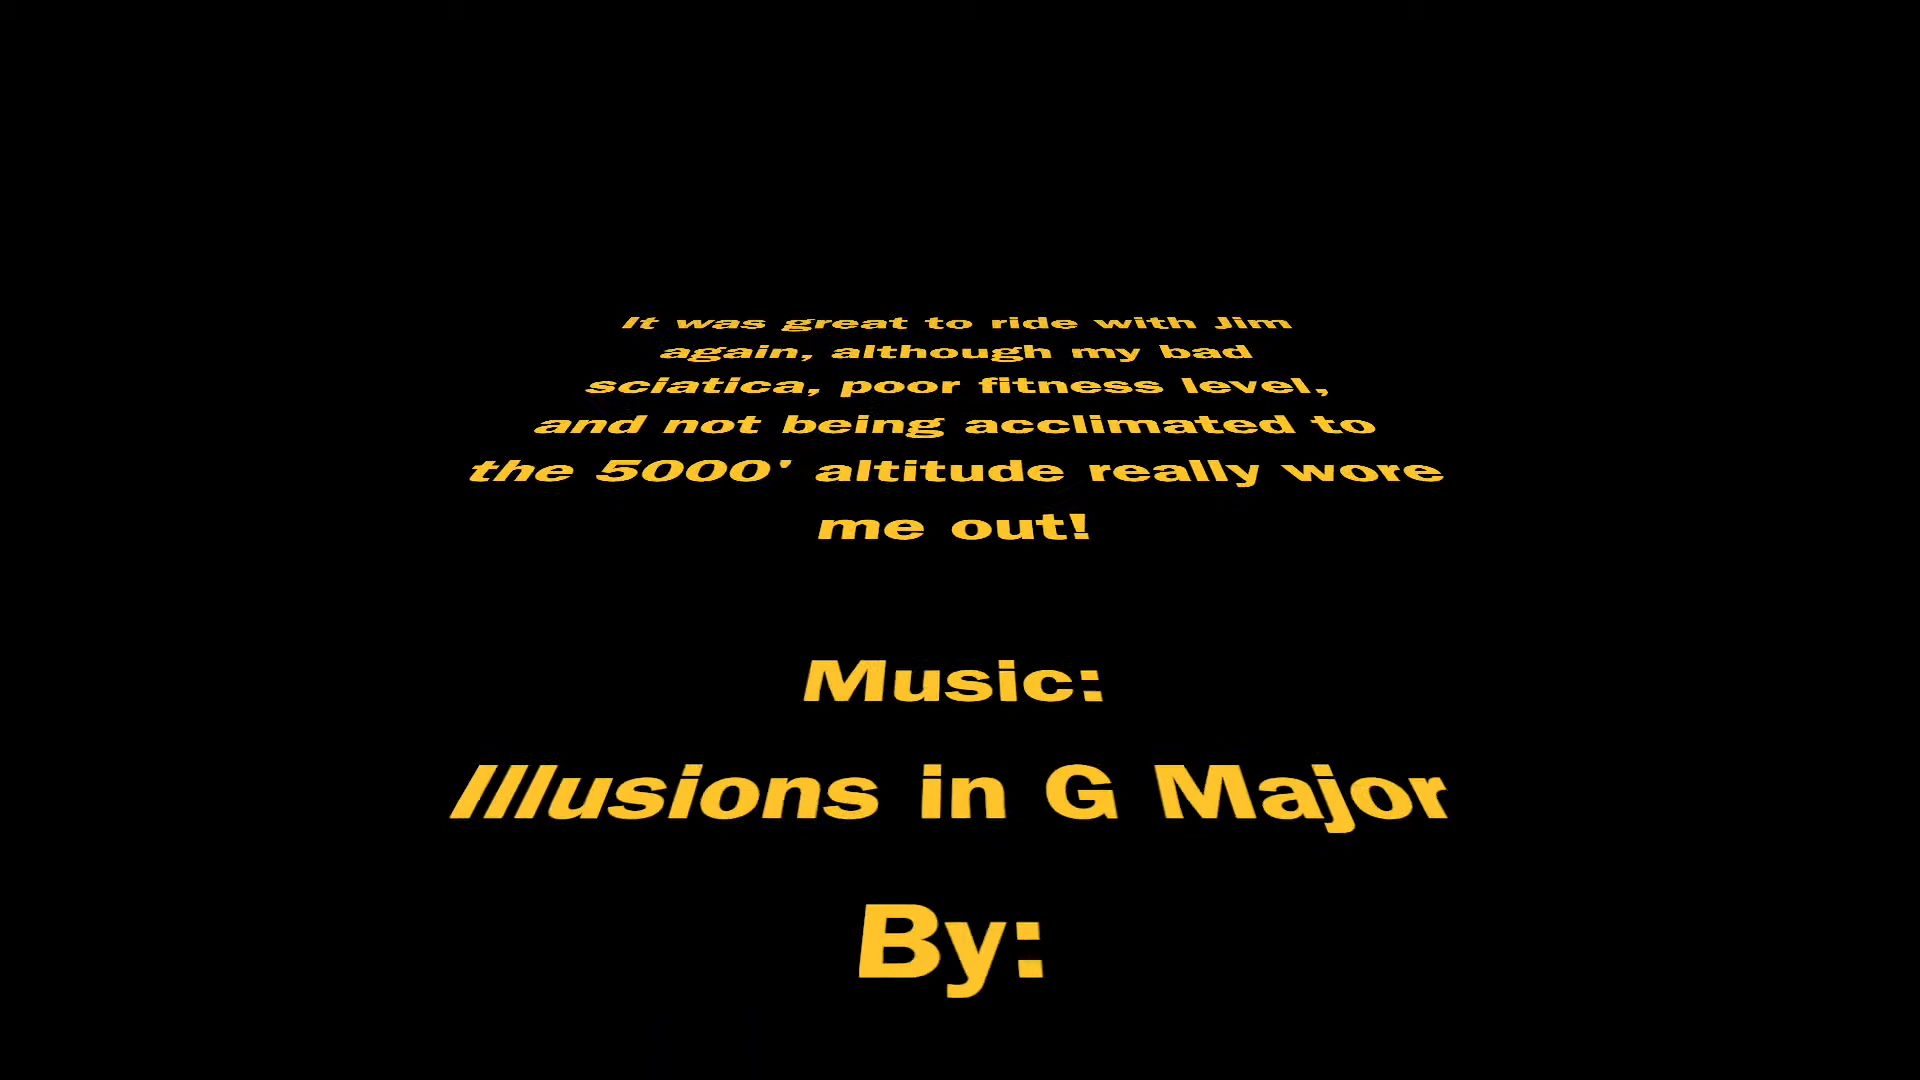 It was great to ride with Jim
again, although my bad
sciatica, poor fitness level,
and not being acclimated to
the 5000' altitude really wore
me out!
Music:
Illusions in G Major
By: